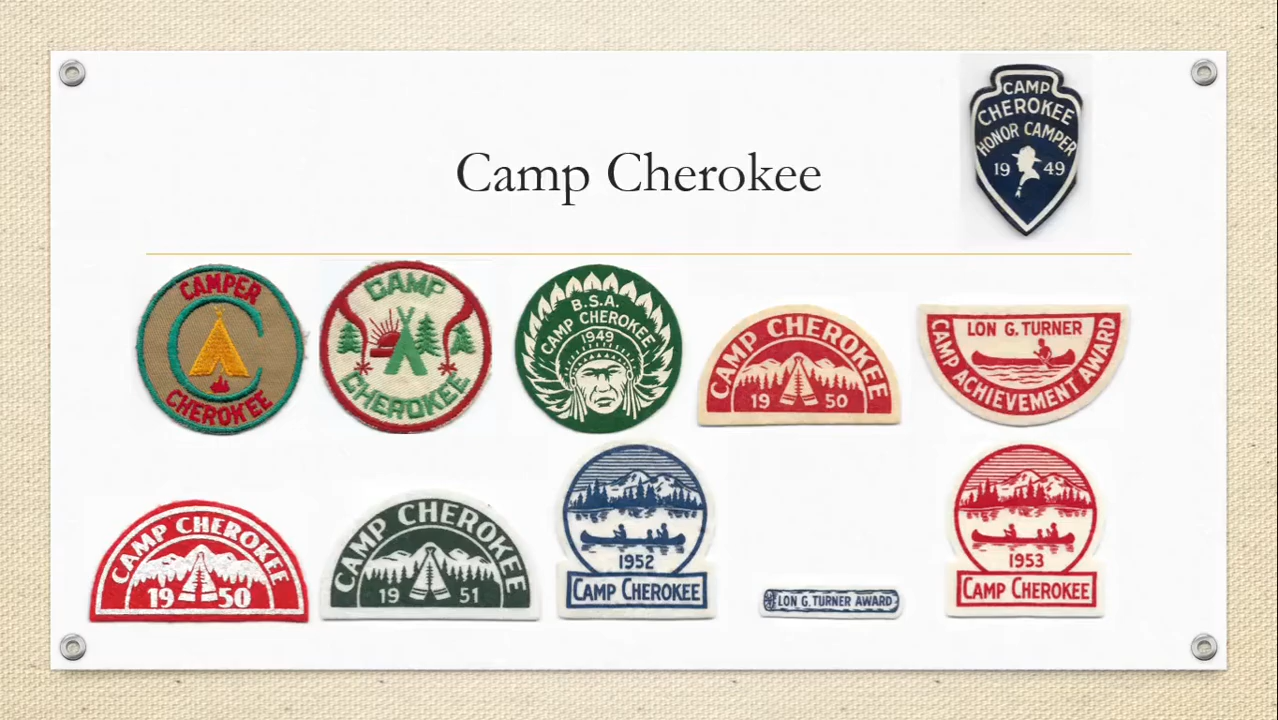 Camp Cherokee
CAMP
CHEROKEE
HONOR CAMPER
19 49
CAMPER
CHEROKEE
CAMP
CHEROKEE
B.S.A.
CAMP CHEROKEE
1949
CAMP CHEROKEE
19 50
LON G. TURNER
CAMP ACHIEVEMENT AWARD
CAMP CHEROKEE
19 50
CAMP CHEROKEE
19 51
1952
CAMP CHEROKEE
LON G. TURNER AWARD
1953
CAMP CHEROKEE